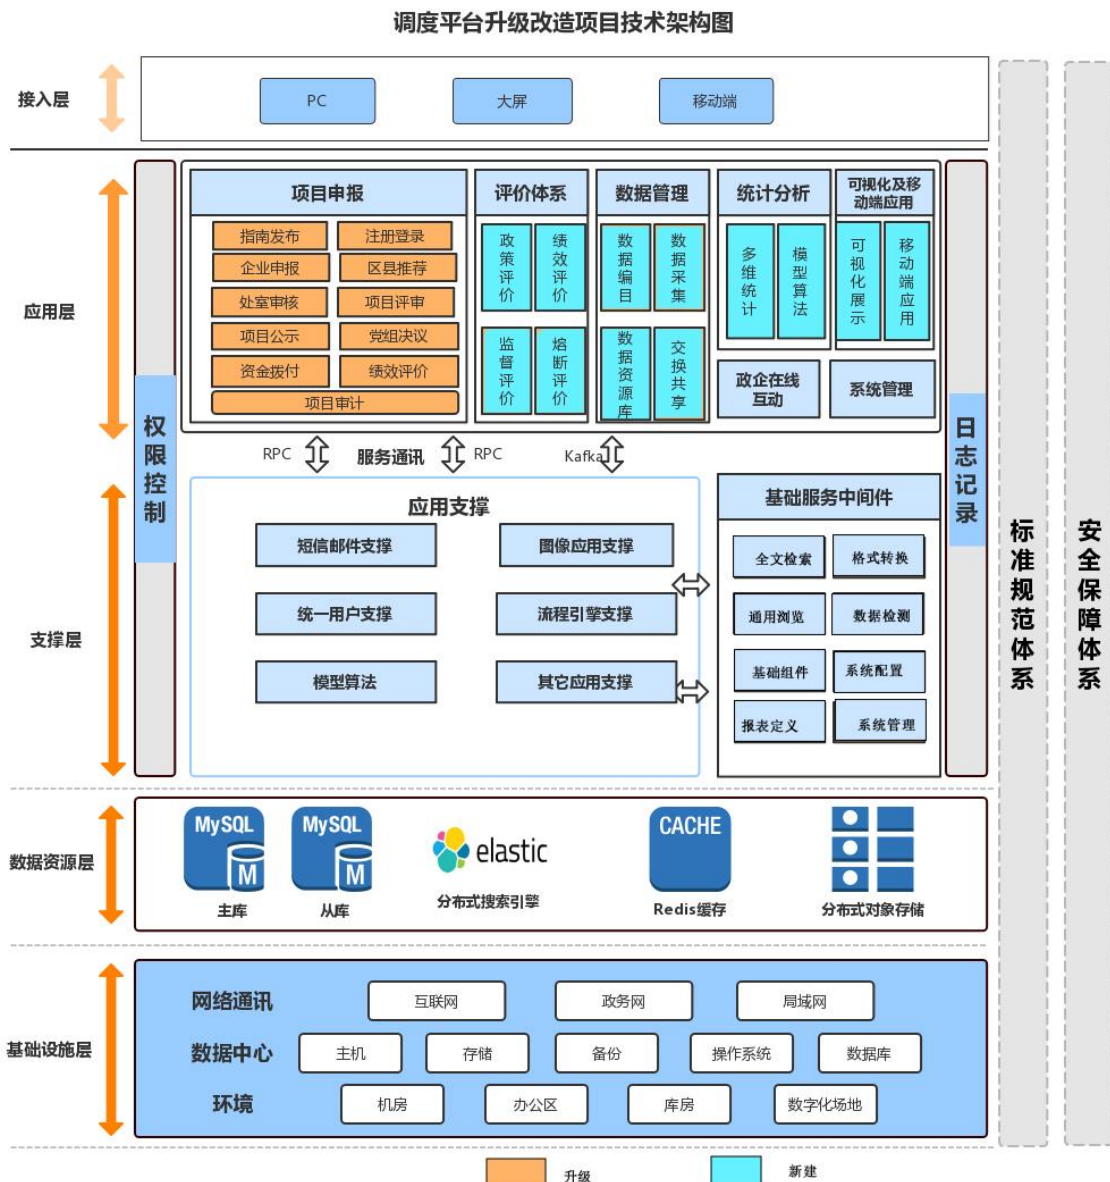 调度平台升级改造项目技术架构图
接入层
PC
大屏
移动端
应用层
权限控制
项目申报
指南发布
注册登录
企业申报
区县推荐
处室审核
项目评审
项目公示
党组决议
资金拨付
绩效评价
项目审计
评价体系
政策评价
绩效评价
监督评价
熔断评价
数据管理
数据编目
数据采集
数据资源库
交换共享
统计分析
多维统计
模型算法
可视化及移
动端应用
可视化展示
移动端应用
政企在线
互动
系统管理
日志记录
RPC
服务通讯
RPC
Kafka
支撑层
应用支撑
短信邮件支撑
图像应用支撑
统一用户支撑
流程引擎支撑
模型算法
其它应用支撑
基础服务中间件
全文检索
格式转换
通用浏览
数据检测
基础组件
系统配置
报表定义
系统管理
标准规范体系
安全保障体系
数据资源层
MySQL
M
主库
MySQL
M
从库
elastic
分布式搜索引擎
CACHE
Redis缓存
分布式对象存储
基础设施层
网络通讯
互联网
政务网
局域网
数据中心
主机
存储
备份
操作系统
数据库
环境
机房
办公区
库房
数字化场地
升级
新建